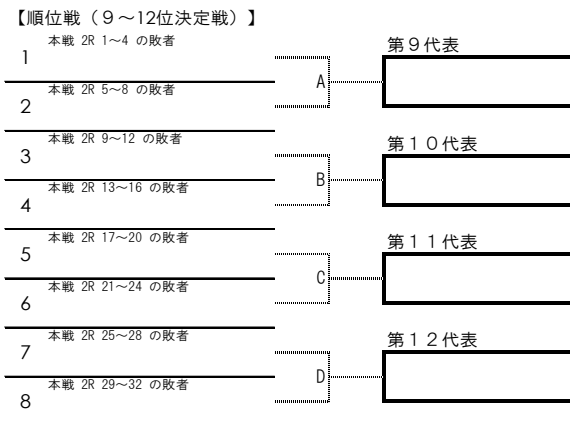 【順位戦（９～12位決定戦）】
本戦 2R 1～4 の敗者
1
第９代表
A
本戦 2R 5～8 の敗者
2
本戦 2R 9～12 の敗者
3
第１０代表
B
本戦 2R 13～16 の敗者
4
本戦 2R 17～20 の敗者
5
第１１代表
C
本戦 2R 21～24 の敗者
6
本戦 2R 25～28 の敗者
7
第１２代表
D
本戦 2R 29～32 の敗者
8